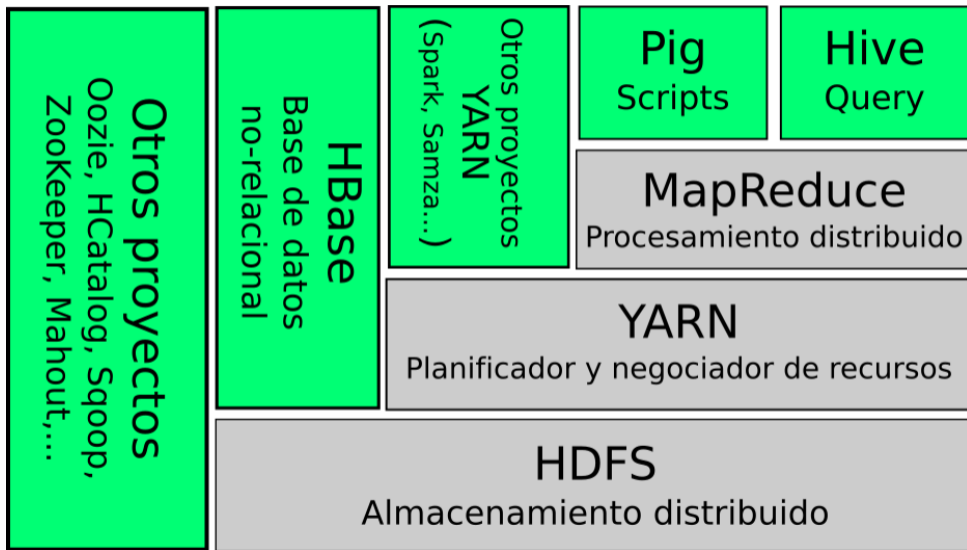 Otros proyectos
Oozie, HCatalog, Sqoop,
ZooKeeper, Mahout,...
HBase
Base de datos
no-relacional
Otros proyectos
YARN
(Spark, Samza...)
Pig
Scripts
Hive
Query
MapReduce
Procesamiento distribuido
YARN
Planificador y negociador de recursos
HDFS
Almacenamiento distribuido